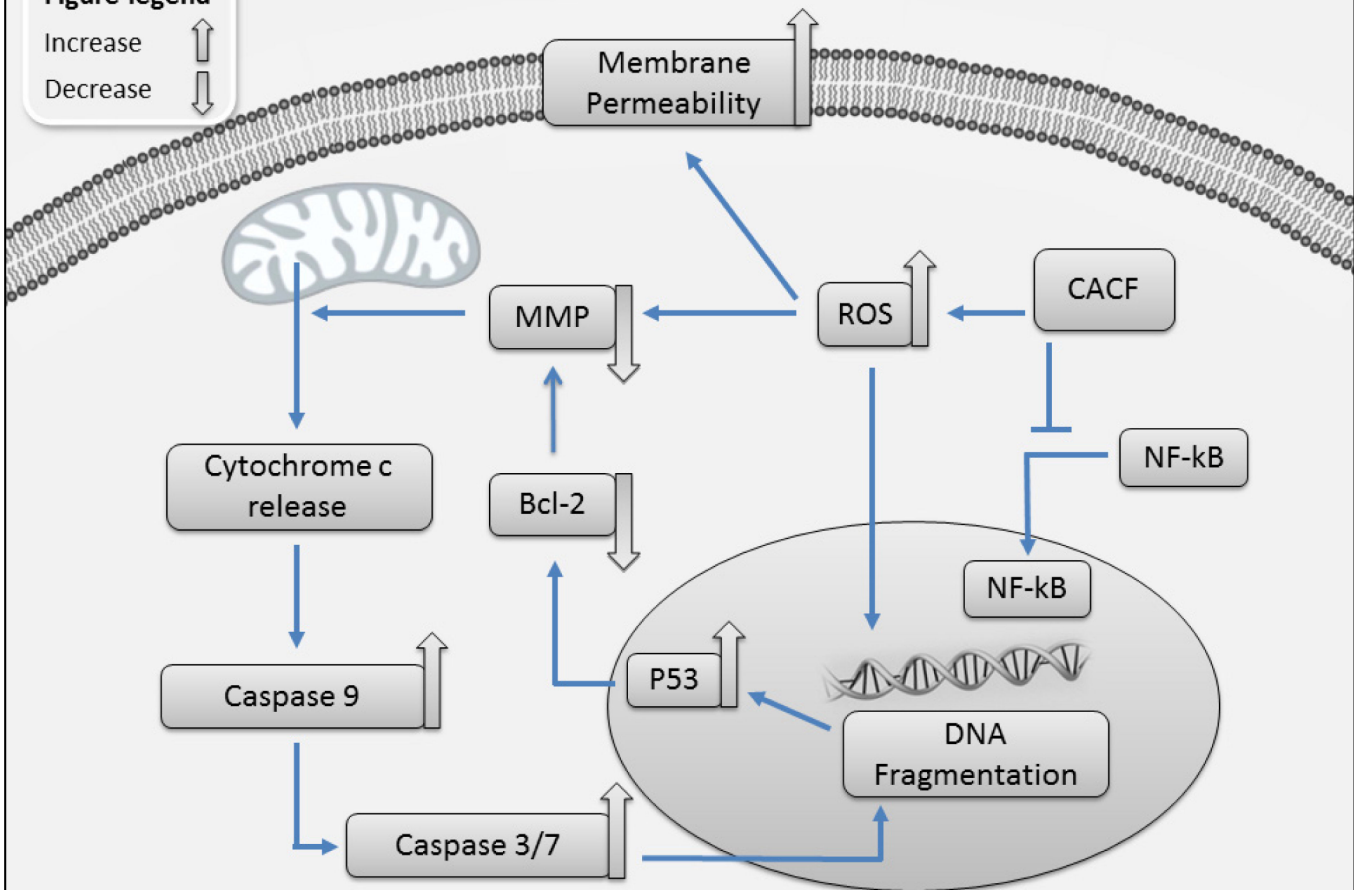 Figure legend
Increase
Decrease
Membrane
Permeability
MMP
ROS
CACF
Cytochrome c
release
Bcl-2
NF-kB
NF-kB
Caspase 9
P53
DNA
Fragmentation
Caspase 3/7